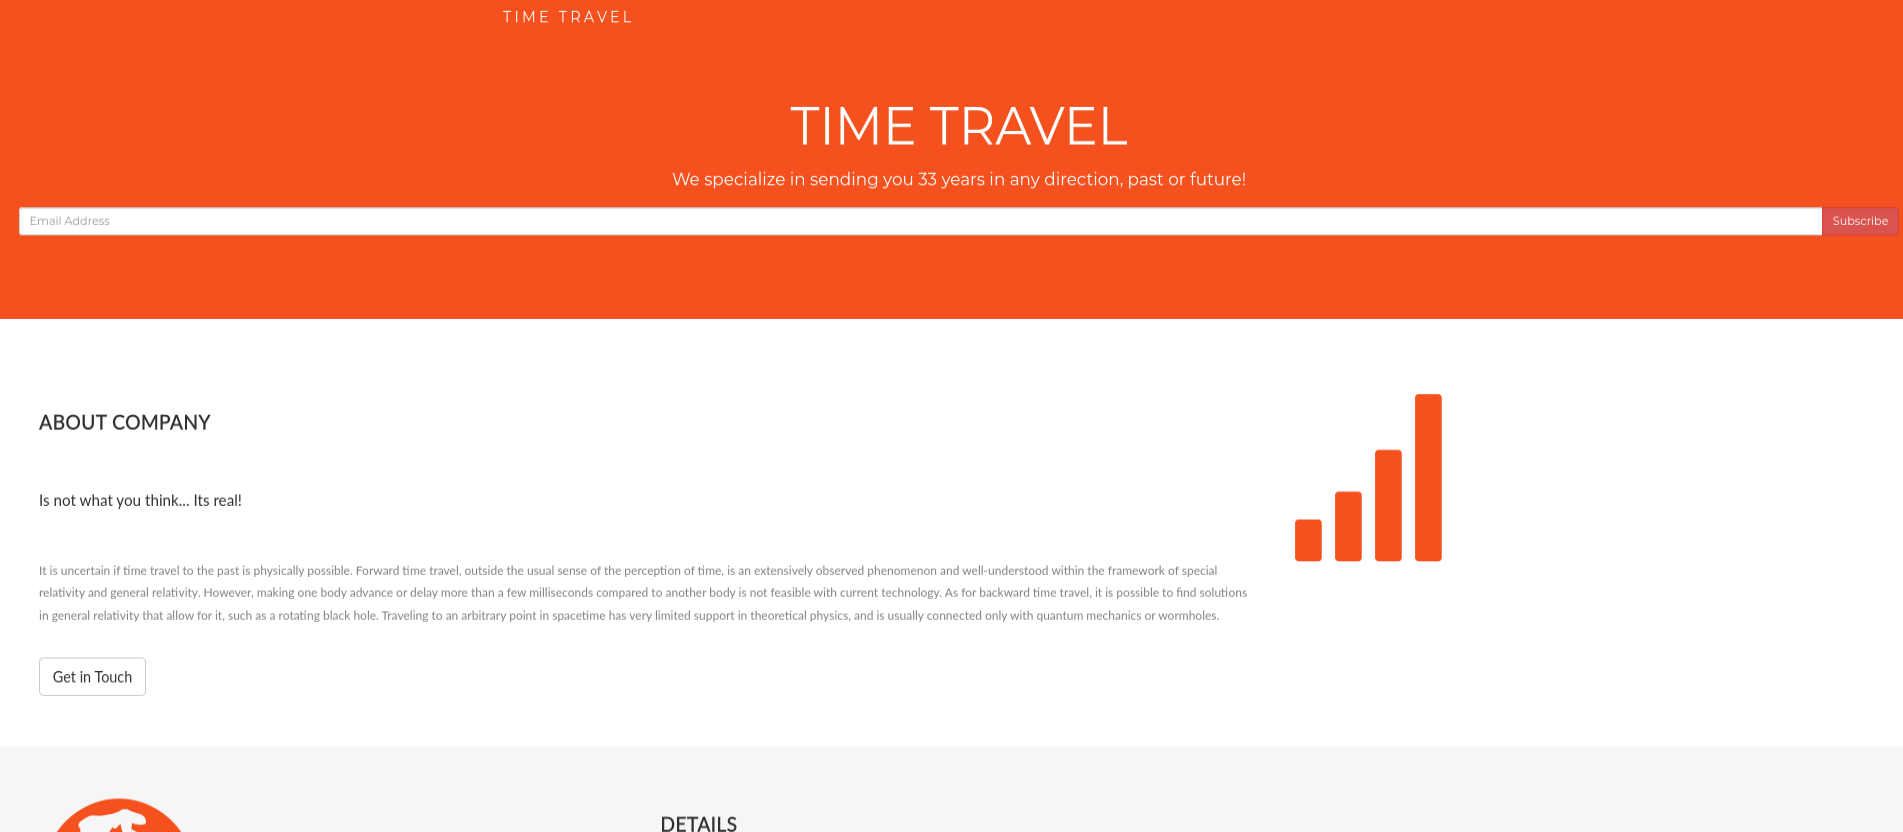 TIME TRAVEL
TIME TRAVEL
We specialize in sending you 33 years in any direction, past or future!
Email Address
Subscribe
ABOUT COMPANY
Is not what you think... Its real!
It is uncertain if time travel to the past is physically possible. Forward time travel, outside the usual sense of the perception of time, is an extensively observed phenomenon and well-understood within the framework of special
relativity and general relativity. However, making one body advance or delay more than a few milliseconds compared to another body is not feasible with current technology. As for backward time travel, it is possible to find solutions
in general relativity that allow for it, such as a rotating black hole. Traveling to an arbitrary point in spacetime has very limited support in theoretical physics, and is usually connected only with quantum mechanics or wormholes.
Get in Touch
DETAILS